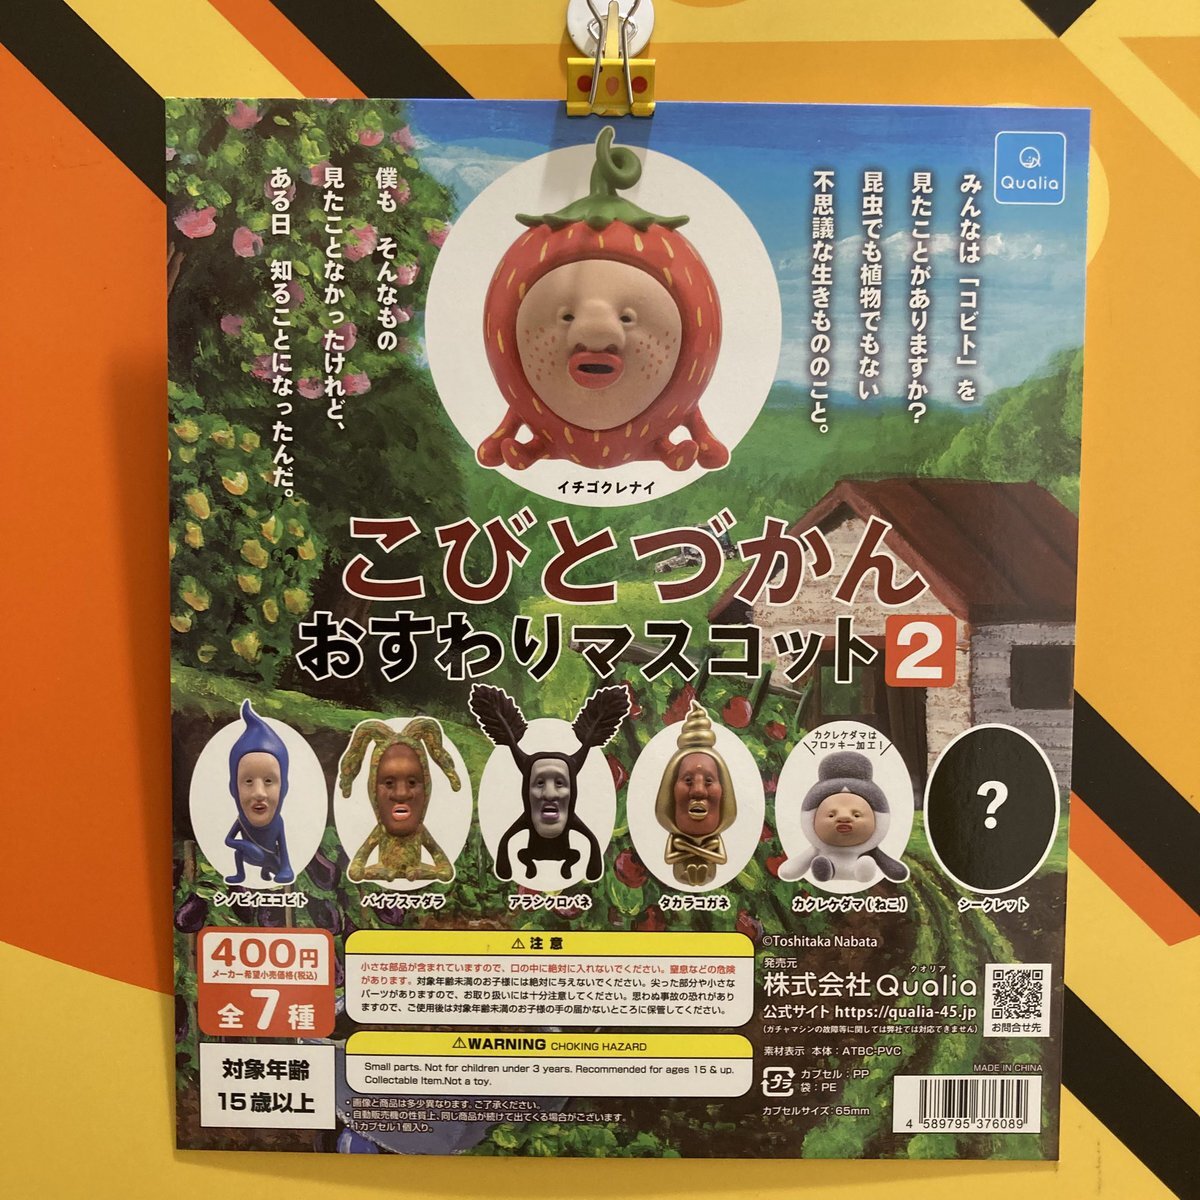 Qualia
みんなは「コビト」を
見たことがありますか?
昆虫でも植物でもない
不思議な生きもののこと。
僕も そんなもの
見たことなかったけれど、
ある日 知ることになったんだ。
イチゴクレナイ
こびとづかん
おすわりマスコット2
カクレケダマは
フロッキー加工!
?
シノビイエコビト
バイブスマダラ
アラシクロバネ
タカラコガネ
カクレケダマ(ねこ)
シークレット
400円
メーカー希望小売価格(税込)
全7種
対象年齢
15歳以上
⚠注意
小さな部品が含まれていますので、口の中に絶対に入れないでください。窒息などの危険
があります。対象年齢未満のお子様には絶対に与えないでください。尖った部分や小さな
パーツがありますので、お取り扱いには十分注意してください。思わぬ事故の恐れがありま
すので、ご使用後は対象年齢未満のお子様の手の届かないところに保管してください。
⚠WARNING CHOKING HAZARD
Small parts. Not for children under 3 years. Recommended for ages 15 & up.
Collectable Item.Not a toy.
・画像と商品は多少異なります。ご了承ください。
・自動販売機の性質上、同じ商品が続けて出てくる場合がございます。
・1カプセル1個入り。
©Toshitaka Nabata
発売元
クオリア
株式会社Qualia
公式サイト https://qualia-45.jp
(ガチャマシンの故障等に関しては弊社では対応できません)
お問合せ先
素材表示 本体:ATBC-PVC
プラ
カプセル:PP
袋:PE
カプセルサイズ:65mm
MADE IN CHINA
4 589795 376089